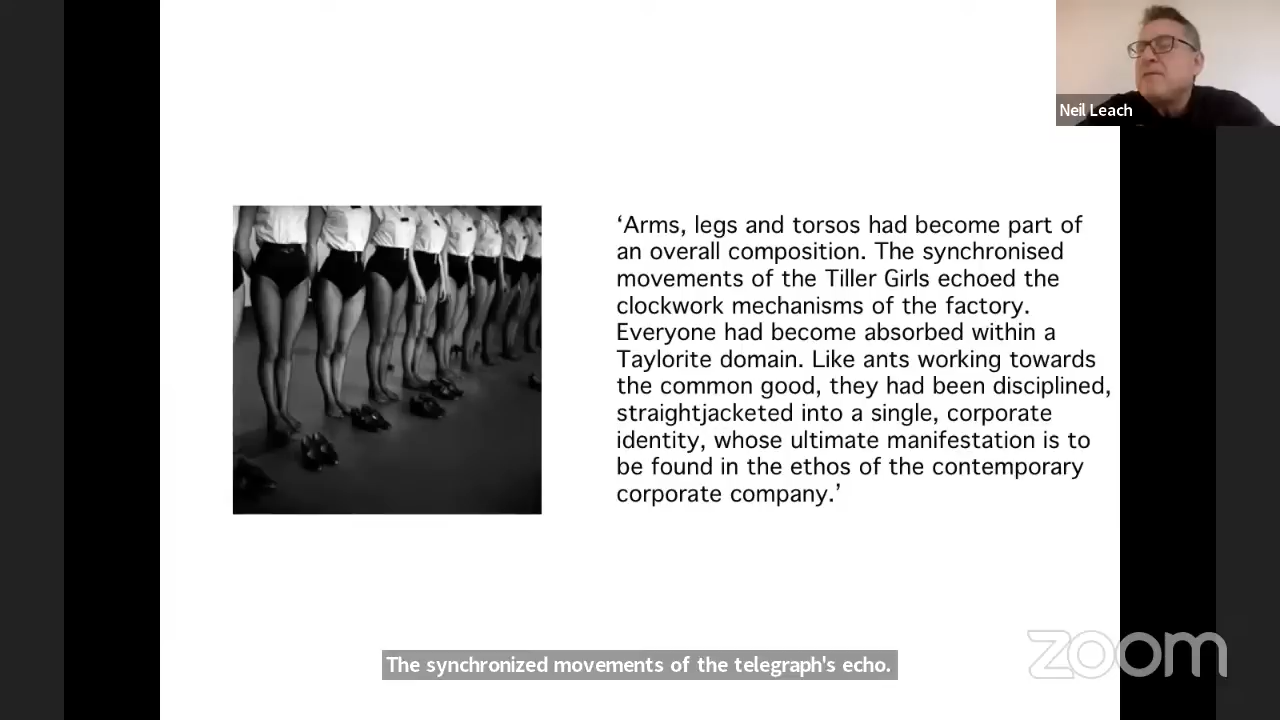 Neil Leach
‘Arms, legs and torsos had become part of
an overall composition. The synchronised
movements of the Tiller Girls echoed the
clockwork mechanisms of the factory.
Everyone had become absorbed within a
Taylorite domain. Like ants working towards
the common good, they had been disciplined,
straightjacketed into a single, corporate
identity, whose ultimate manifestation is to
be found in the ethos of the contemporary
corporate company.’
The synchronized movements of the telegraph's echo.
zoom